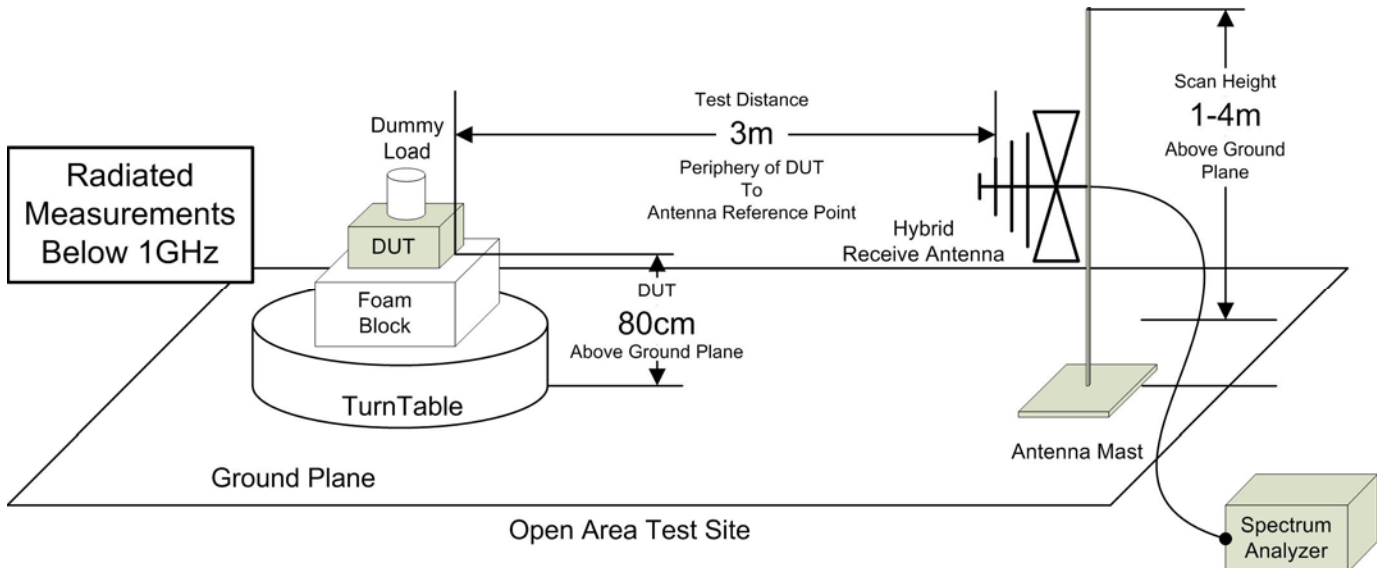 Radiated
Measurements
Below 1GHz
Dummy
Load
DUT
Foam
Block
TurnTable
Test Distance
3m
Periphery of DUT
To
Antenna Reference Point
DUT
80cm
Above Ground Plane
Hybrid
Receive Antenna
Scan Height
1-4m
Above Ground
Plane
Antenna Mast
Ground Plane
Open Area Test Site
Spectrum
Analyzer